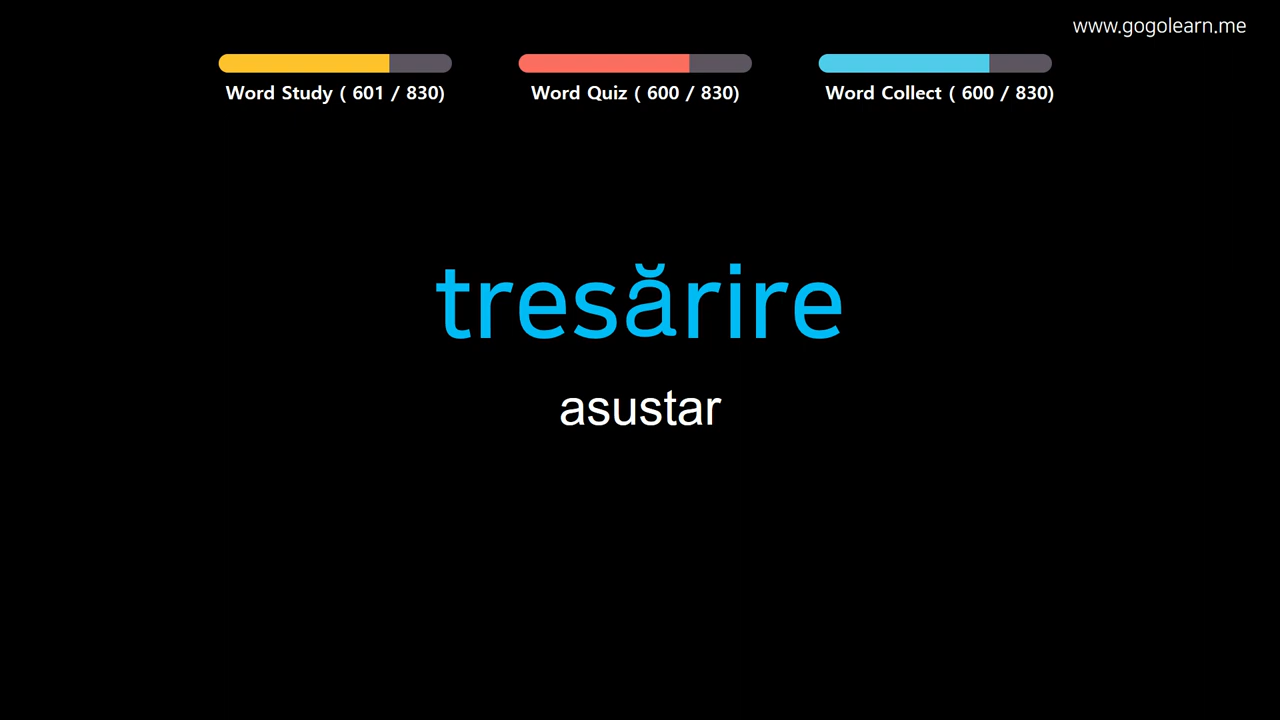 www.gogolearn.me
Word Study ( 601 / 830)
Word Quiz ( 600 / 830)
Word Collect ( 600 / 830)
tresărire
asustar